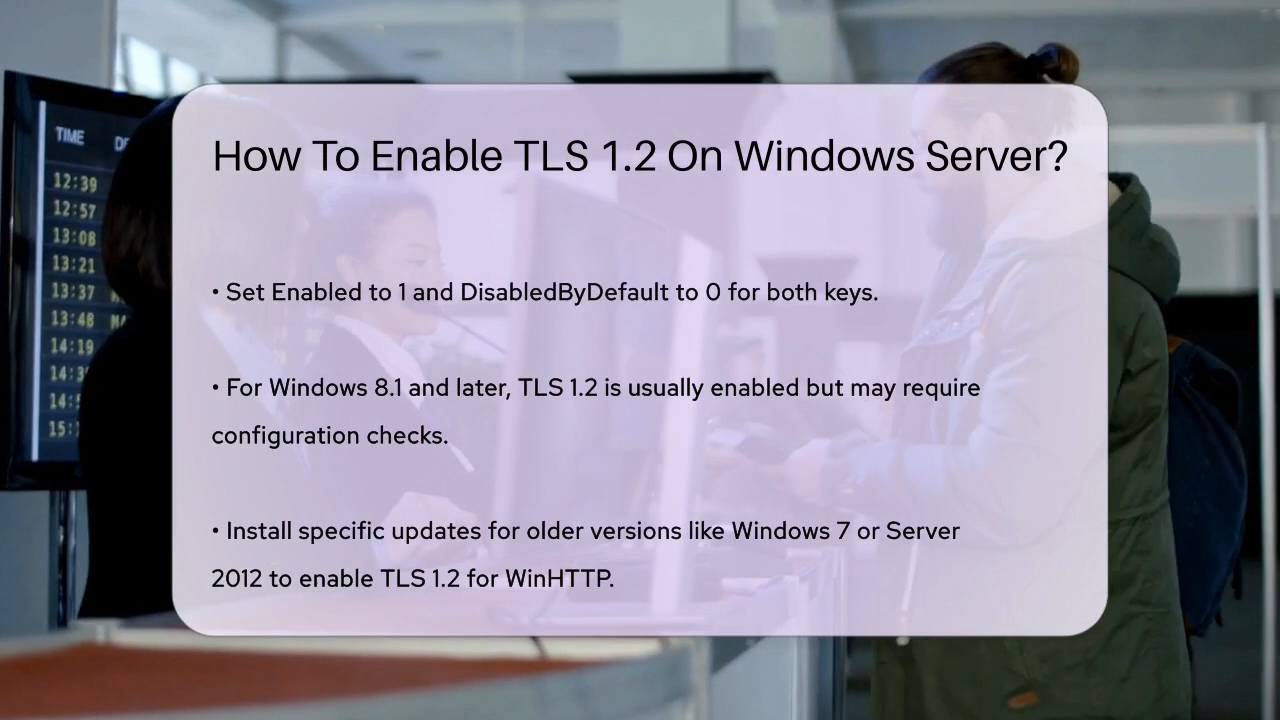 How To Enable TLS 1.2 On Windows Server?
• Set Enabled to 1 and DisabledByDefault to 0 for both keys.
• For Windows 8.1 and later, TLS 1.2 is usually enabled but may require
configuration checks.
• Install specific updates for older versions like Windows 7 or Server
2012 to enable TLS 1.2 for WinHTTP.
TIME
12:39
12:57
13:08
13:21
13:37
13:48
14:19